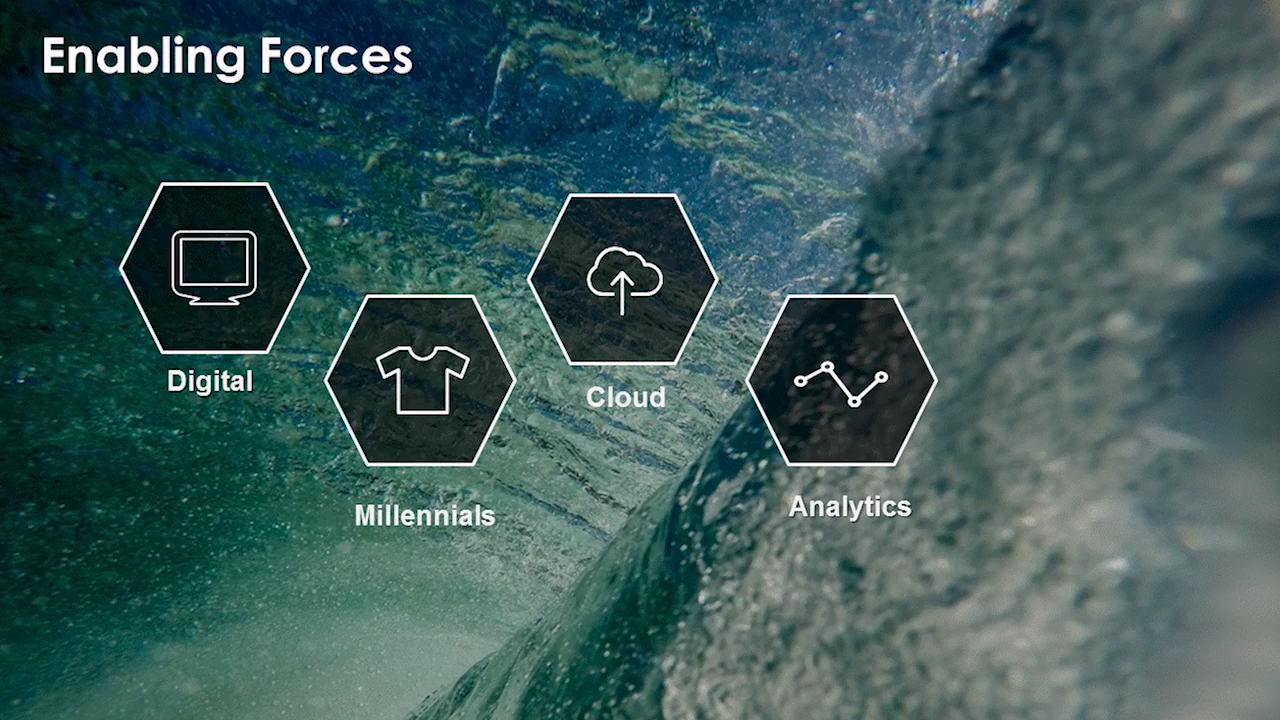 Enabling Forces
Digital
Millennials
Cloud
Analytics